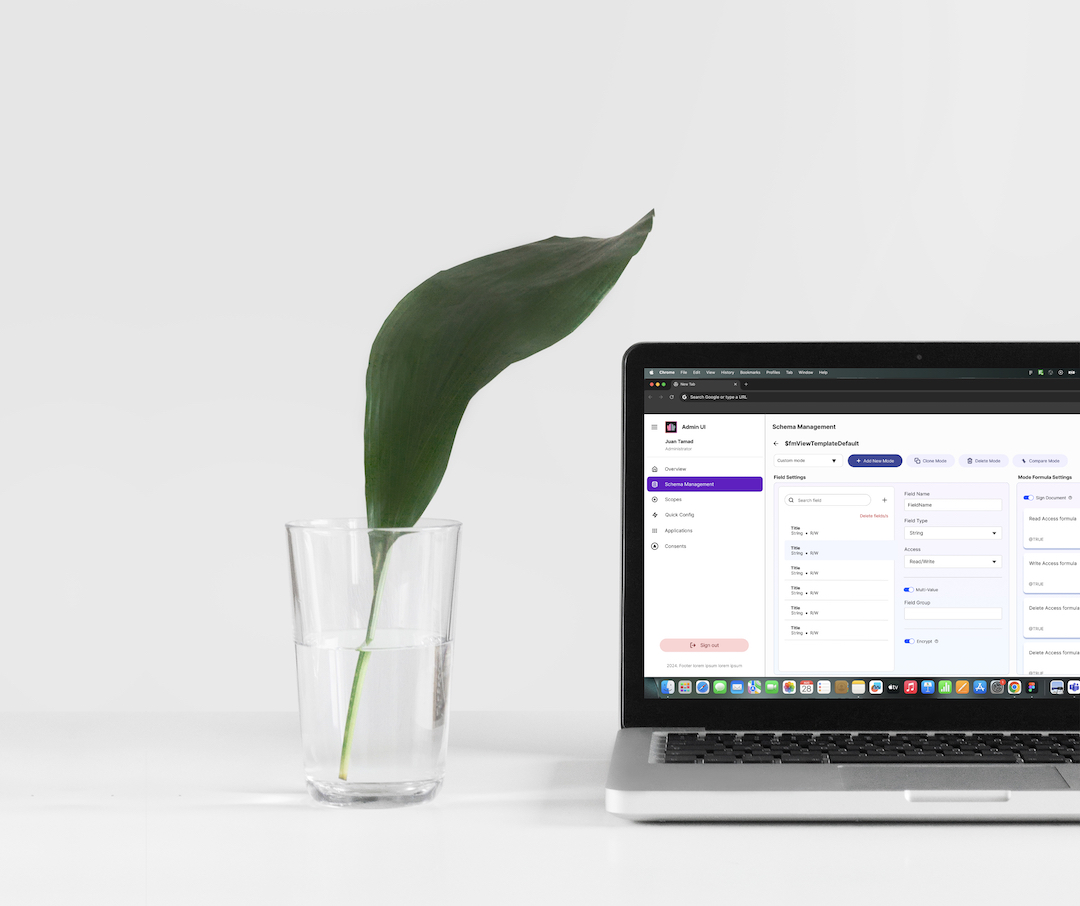 Chrome File Edit View History Bookmarks Profiles Tab Window Help
New Tab
Search Google or type a URL
Admin UI
Juan Tamad
Administrator
Overview
Schema Management
Scopes
Quick Config
Applications
Consents
Sign out
2024. Footer lorem ipsum lorem ipsum
Schema Management
$fmViewTemplateDefault
Custom mode
+ Add New Mode
Clone Mode
Delete Mode
Compare Mode
Field Settings
Search field
Delete field/s
Title
String • R/W
Title
String • R/W
Title
String • R/W
Title
String • R/W
Title
String • R/W
Title
String • R/W
Field Name
FieldName
Field Type
String
Access
Read/Write
Multi-Value
Field Group
Encrypt
Mode Formula Settings
Sign Document
Read Access formula
@TRUE
Write Access formula
@TRUE
Delete Access formula
@TRUE
Delete Access formula
@TRUE
28
tv